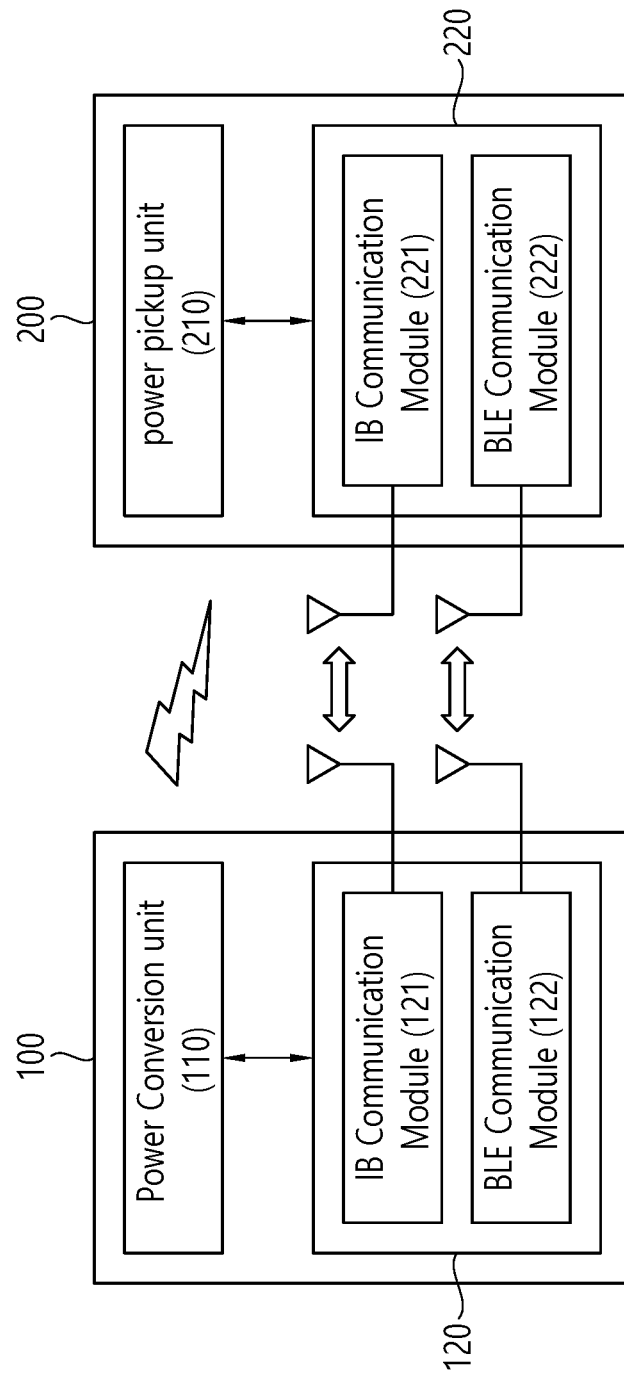 100
Power Conversion unit
(110)
IB Communication
Module (121)
BLE Communication
Module (122)
120
200
power pickup unit
(210)
IB Communication
Module (221)
BLE Communication
Module (222)
220